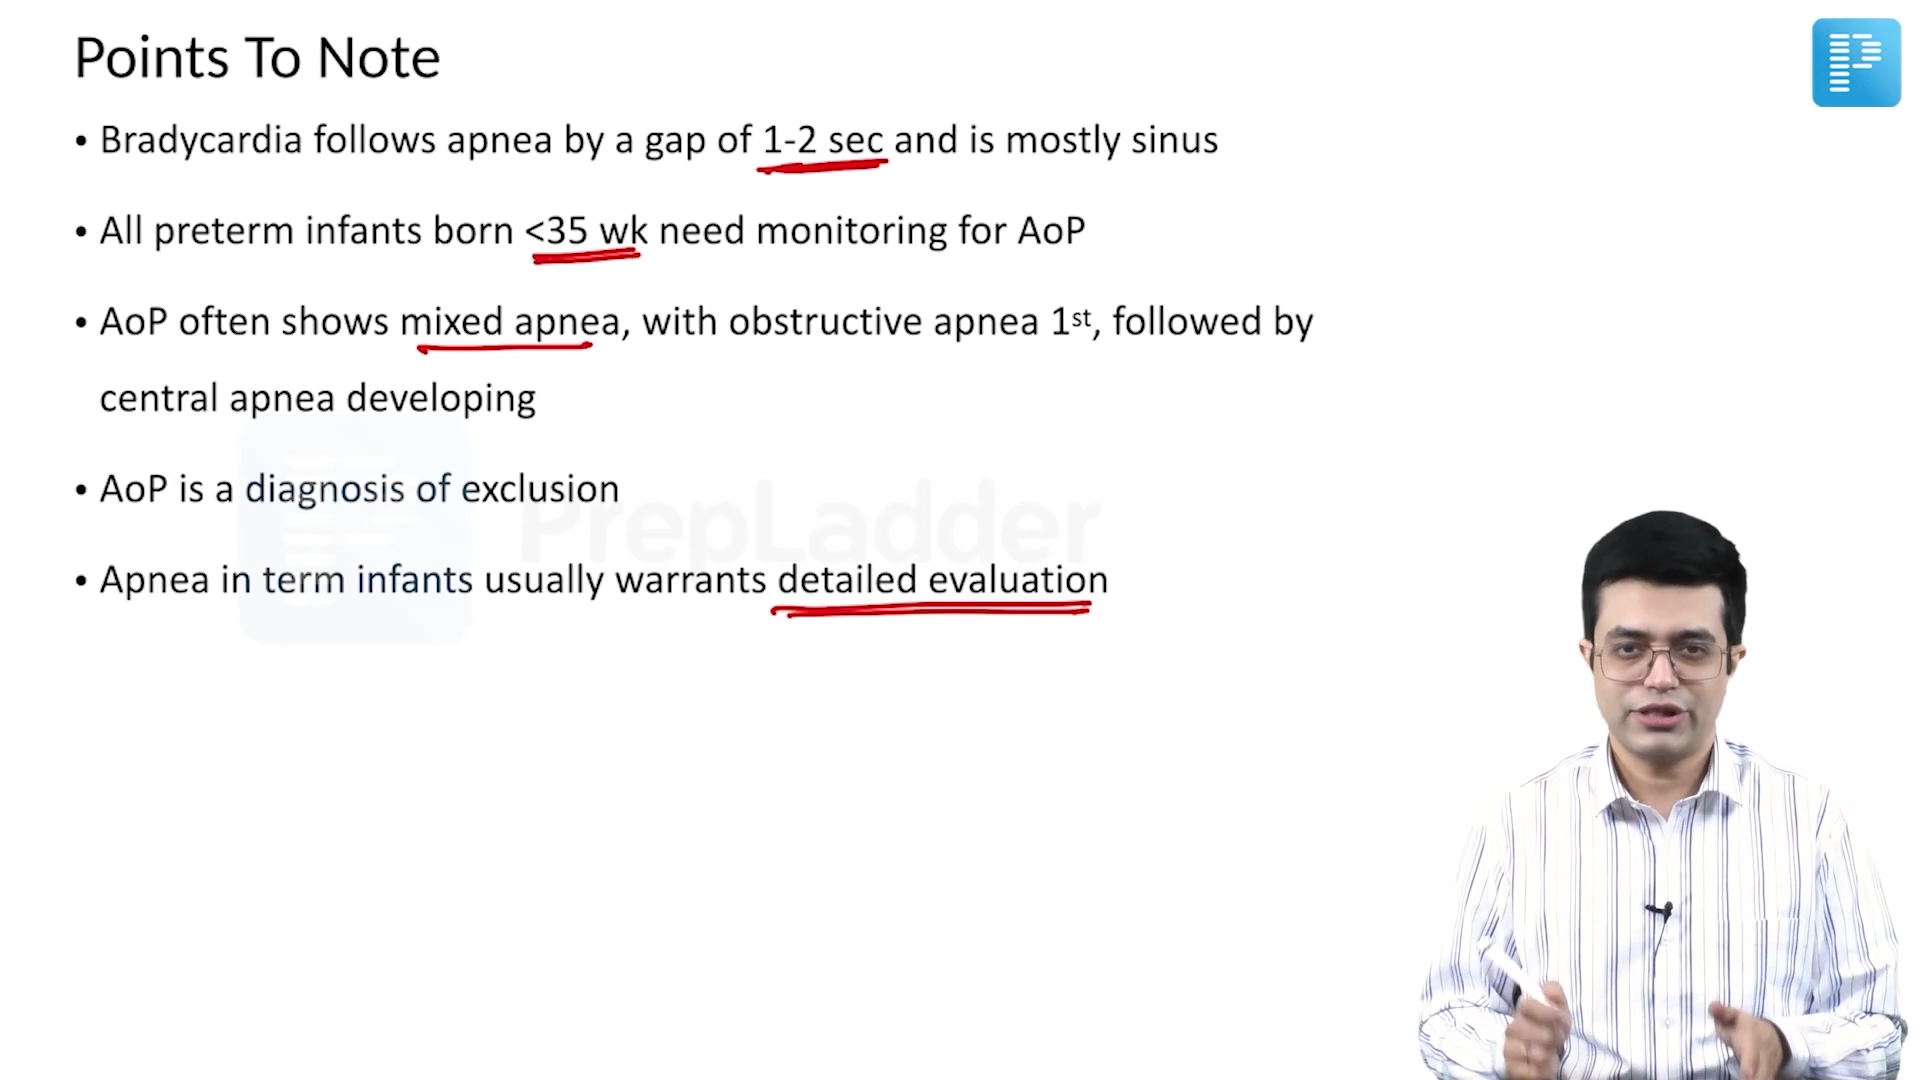 Points To Note
• Bradycardia follows apnea by a gap of 1-2 sec and is mostly sinus
• All preterm infants born <35 wk need monitoring for AoP
• AoP often shows mixed apnea, with obstructive apnea 1st, followed by
central apnea developing
• AoP is a diagnosis of exclusion
PrepLadder
• Apnea in term infants usually warrants detailed evaluation